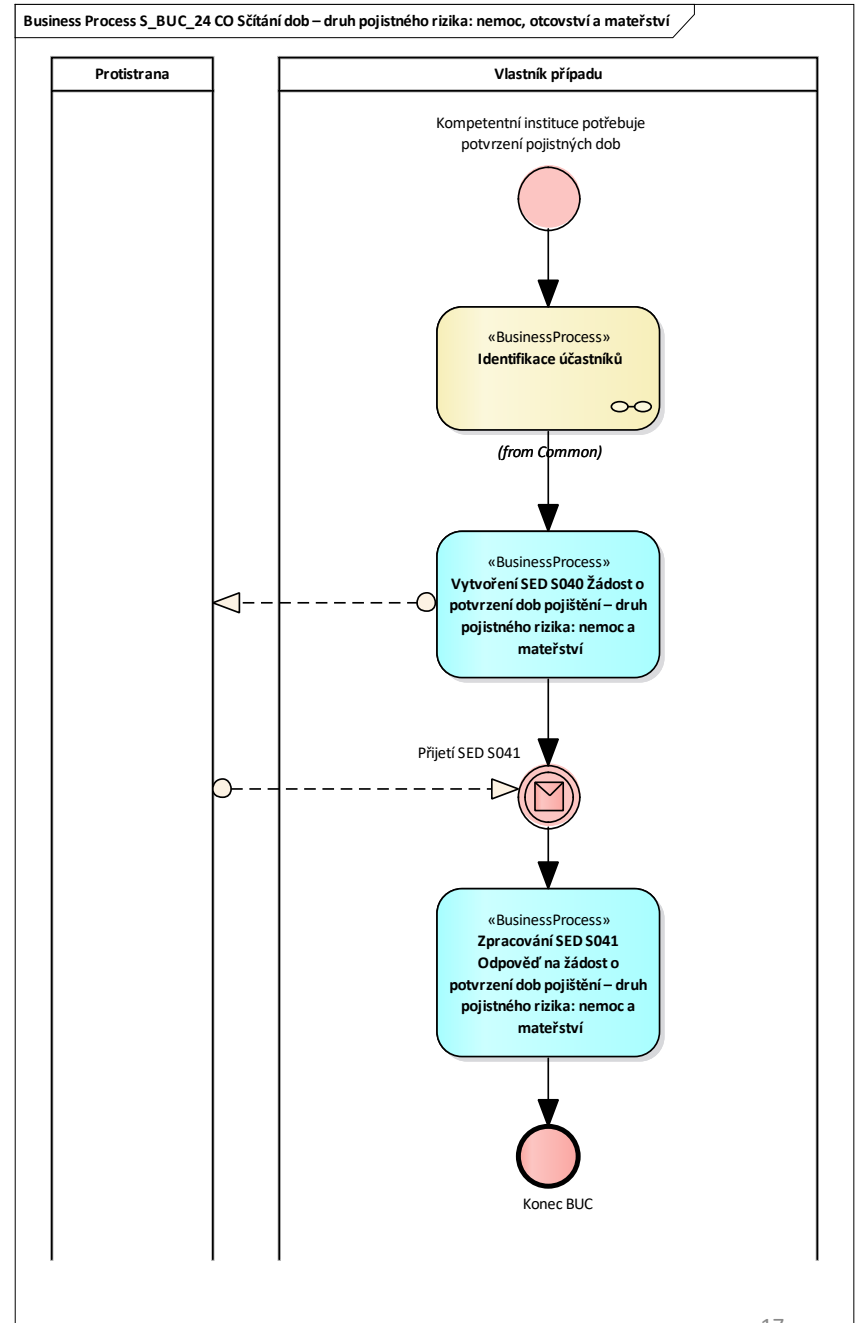 Business Process S_BUC_24 CO Sčítání dob – druh pojistného rizika: nemoc, otcovství a mateřství
Protistrana
Vlastník případu
Kompetentní instituce potřebuje
potvrzení pojistných dob
«BusinessProcess»
Identifikace účastníků
(from Common)
«BusinessProcess»
Vytvoření SED S040 Žádost o
potvrzení dob pojištění – druh
pojistného rizika: nemoc a
mateřství
Přijetí SED S041
«BusinessProcess»
Zpracování SED S041
Odpověď na žádost o
potvrzení dob pojištění – druh
pojistného rizika: nemoc a
mateřství
Konec BUC